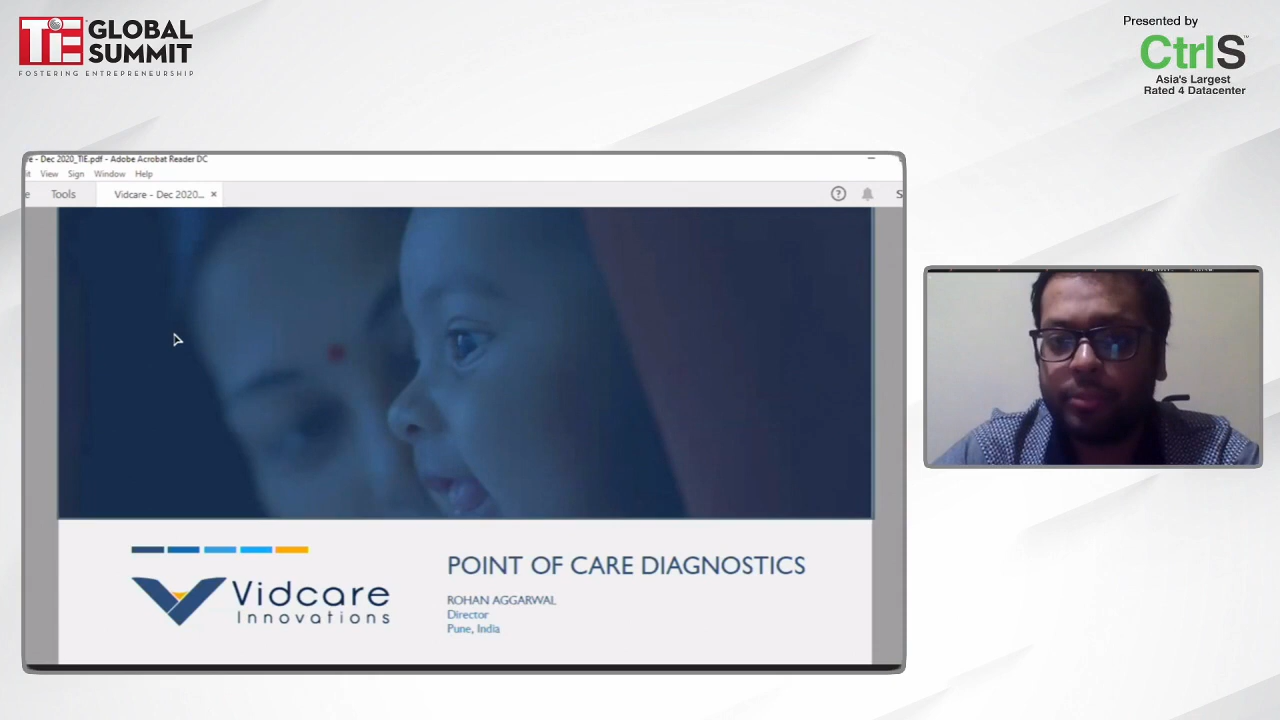 TiE GLOBAL
SUMMIT
FOSTERING ENTREPRENEURSHIP
Presented by
CtrlS™
Asia's Largest
Rated 4 Datacenter
- Dec 2020_TIE.pdf - Adobe Acrobat Reader DC
View Sign Window Help
Tools Vidcare - Dec 2020... ×
POINT OF CARE DIAGNOSTICS
Vidcare
Innovations
ROHAN AGGARWAL
Director
Pune, India